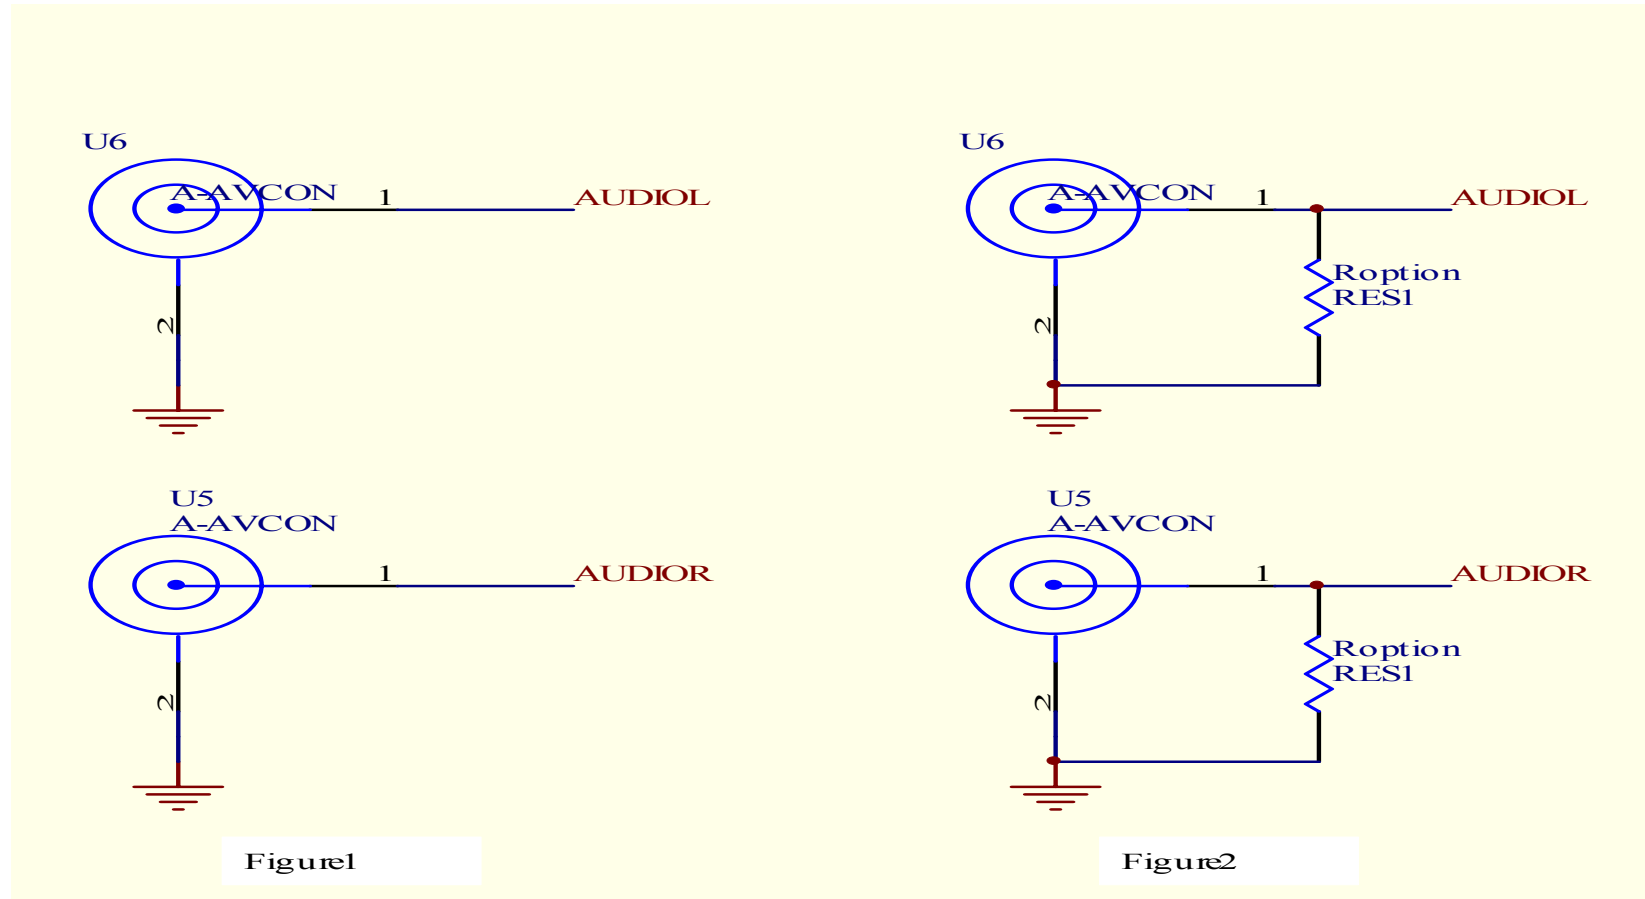 U6
A-AVCON
1
AUDIOL
2
U5
A-AVCON
1
AUDIOR
2
Figure1
U6
A-AVCON
1
AUDIOL
Roption
RES1
2
U5
A-AVCON
1
AUDIOR
Roption
RES1
2
Figure2